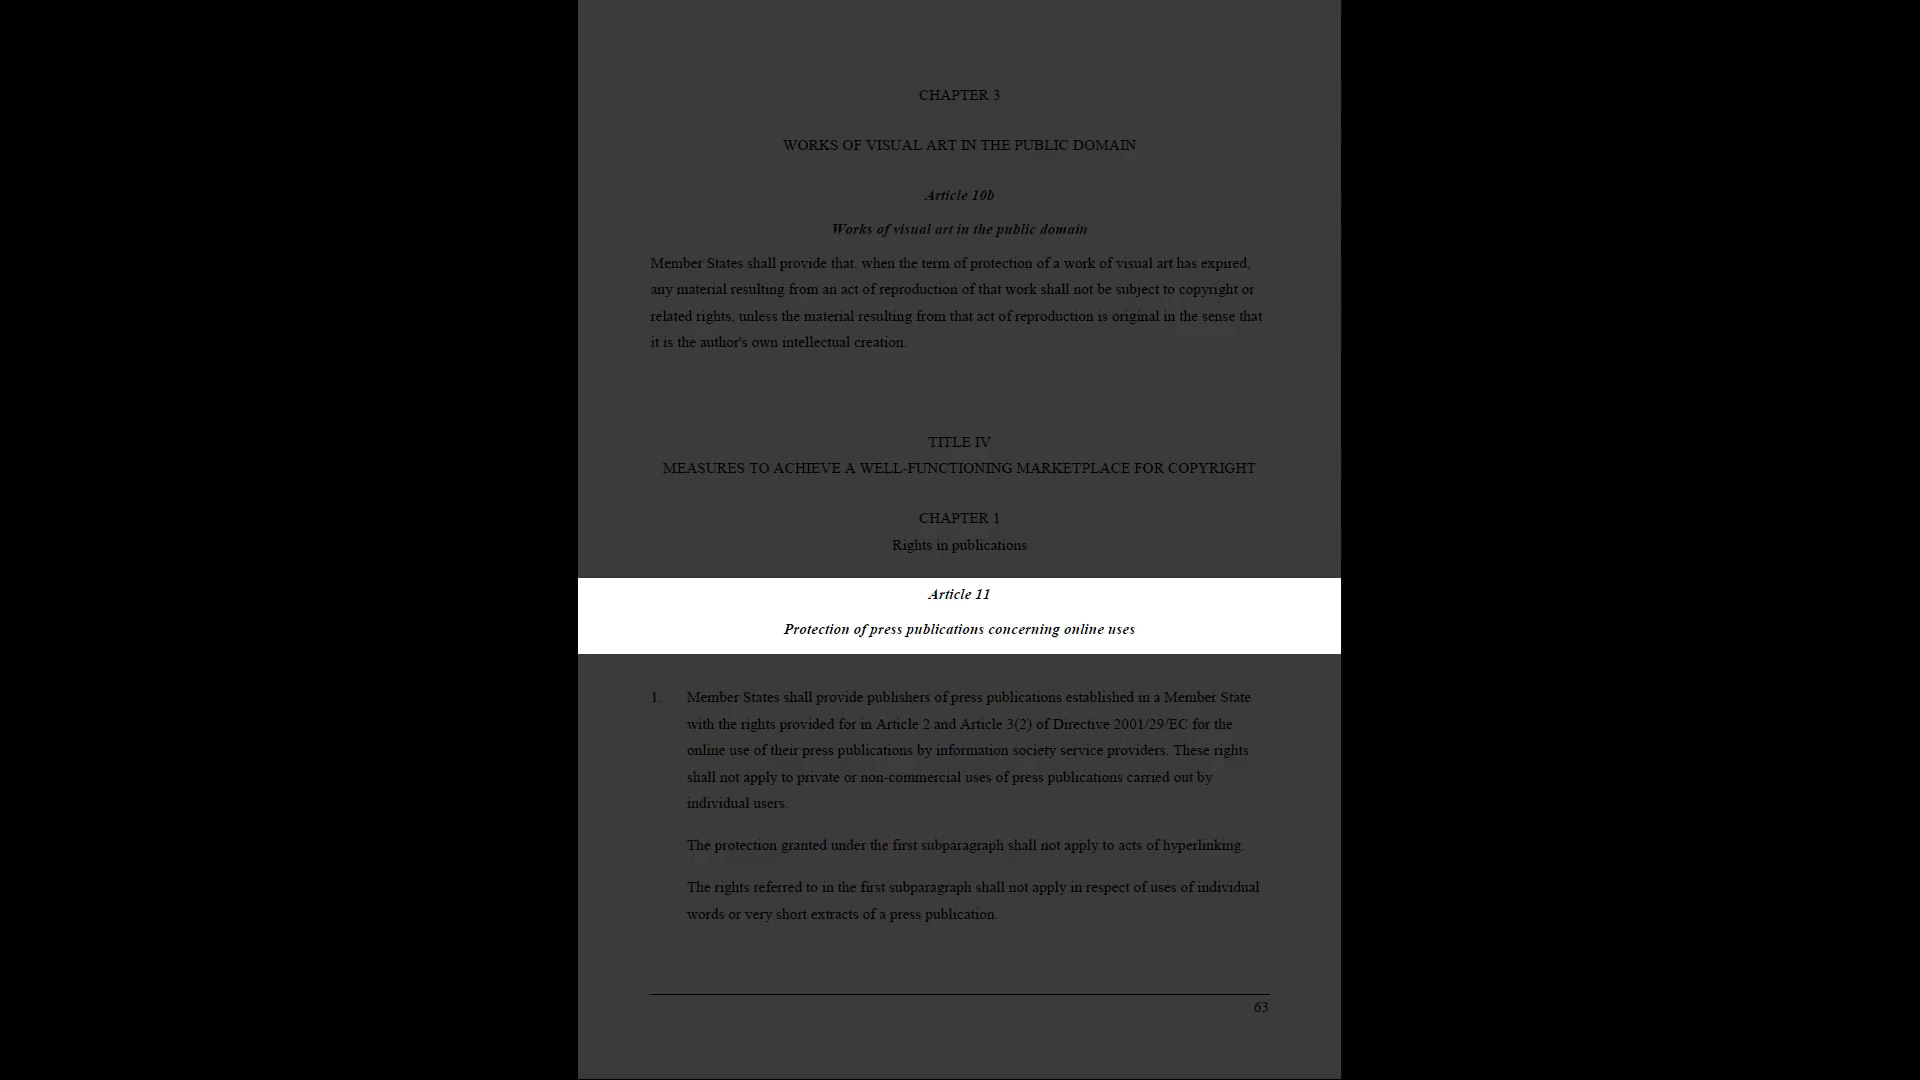 CHAPTER 3
WORKS OF VISUAL ART IN THE PUBLIC DOMAIN
Article 10b
Works of visual art in the public domain
Member States shall provide that, when the term of protection of a work of visual art has expired,
any material resulting from an act of reproduction of that work shall not be subject to copyright or
related rights, unless the material resulting from that act of reproduction is original in the sense that
it is the author's own intellectual creation.
TITLE IV
MEASURES TO ACHIEVE A WELL-FUNCTIONING MARKETPLACE FOR COPYRIGHT
CHAPTER 1
Rights in publications
Article 11
Protection of press publications concerning online uses
1. Member States shall provide publishers of press publications established in a Member State
with the rights provided for in Article 2 and Article 3(2) of Directive 2001/29/EC for the
online use of their press publications by information society service providers. These rights
shall not apply to private or non-commercial uses of press publications carried out by
individual users.
The protection granted under the first subparagraph shall not apply to acts of hyperlinking.
The rights referred to in the first subparagraph shall not apply in respect of uses of individual
words or very short extracts of a press publication.
63